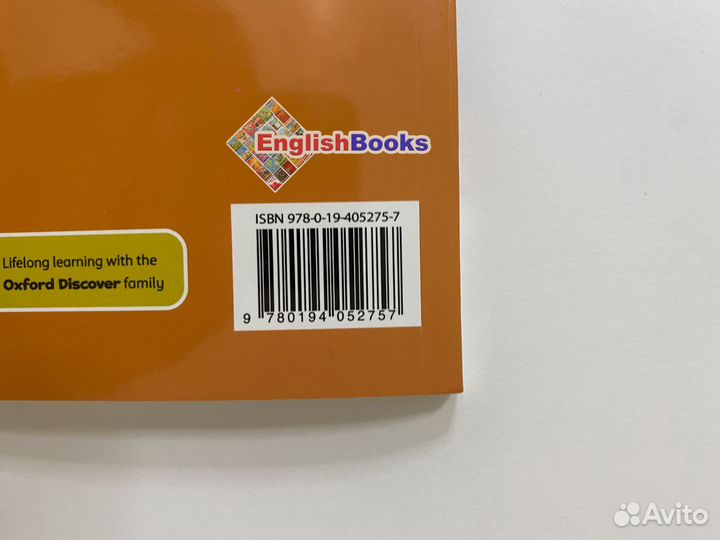 EnglishBooks
ISBN 978-0-19-405275-7
9 780194 052757
Lifelong learning with the
Oxford Discover family
Avito